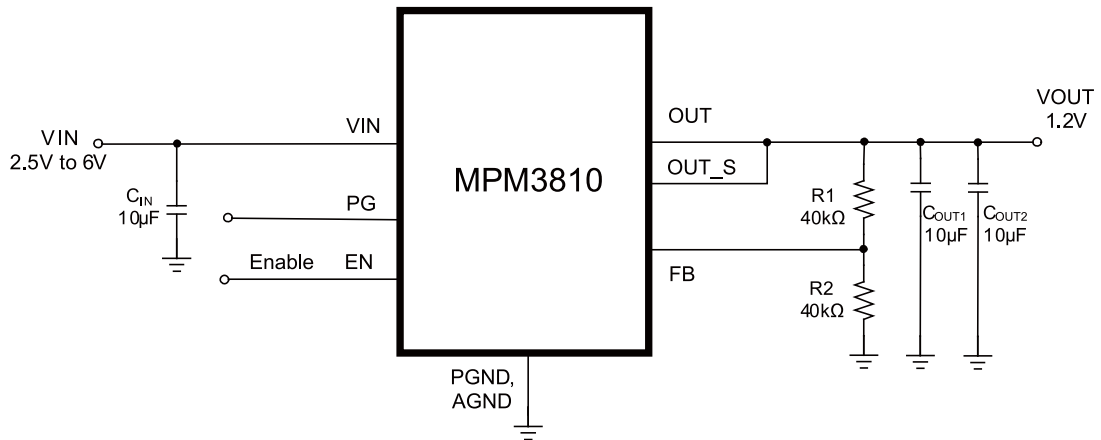 VIN
2.5V to 6V
CIN
10µF
VIN
PG
Enable EN
MPM3810
OUT
OUT_S
FB
PGND,
AGND
R1
40kΩ
R2
40kΩ
COUT1
10µF
COUT2
10µF
VOUT
1.2V